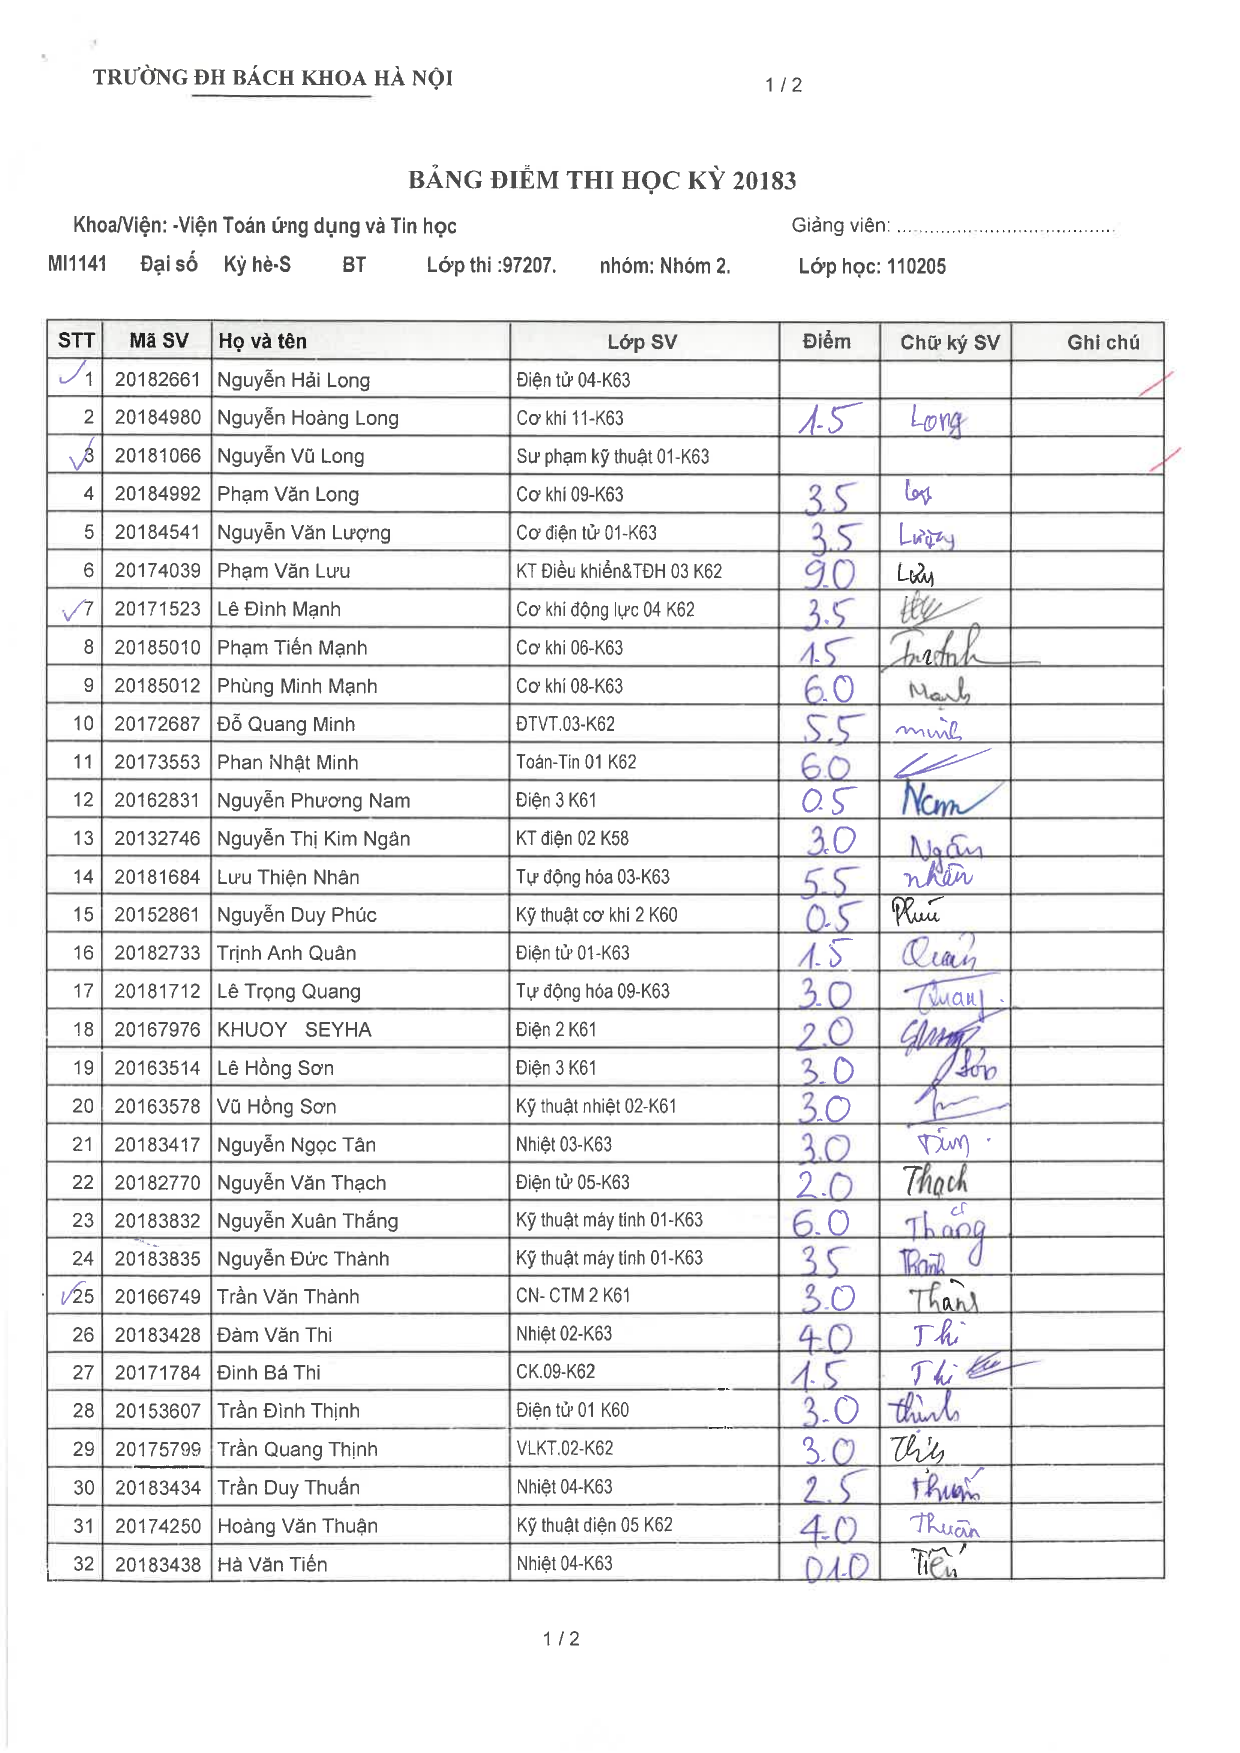 TRƯỜNG ĐH BÁCH KHOA HÀ NỘI
1 / 2
BẢNG ĐIỂM THI HỌC KỲ 20183
Khoa/Viện: -Viện Toán ứng dụng và Tin học Giảng viên: ........................................
MI1141 Đại số Kỳ hè-S BT Lớp thi :97207. nhóm: Nhóm 2. Lớp học: 110205
STT Mã SV Họ và tên Lớp SV Điểm Chữ ký SV Ghi chú
1 20182661 Nguyễn Hải Long Điện tử 04-K63
2 20184980 Nguyễn Hoàng Long Cơ khí 11-K63 1.5 Long
3 20181066 Nguyễn Vũ Long Sư phạm kỹ thuật 01-K63
4 20184992 Phạm Văn Long Cơ khí 09-K63 3.5
5 20184541 Nguyễn Văn Lượng Cơ điện tử 01-K63 3.5 Lượng
6 20174039 Phạm Văn Lưu KT Điều khiển&TĐH 03 K62 9.0
7 20171523 Lê Đình Mạnh Cơ khí động lực 04 K62 3.5
8 20185010 Phạm Tiến Mạnh Cơ khí 06-K63 1.5
9 20185012 Phùng Minh Mạnh Cơ khí 08-K63 6.0 Mạnh
10 20172687 Đỗ Quang Minh ĐTVT.03-K62 5.5 minh
11 20173553 Phan Nhật Minh Toán-Tin 01 K62 6.0
12 20162831 Nguyễn Phương Nam Điện 3 K61 0.5 Nam
13 20132746 Nguyễn Thị Kim Ngân KT điện 02 K58 3.0 Ngân
14 20181684 Lưu Thiện Nhân Tự động hóa 03-K63 5.5 nhân
15 20152861 Nguyễn Duy Phúc Kỹ thuật cơ khí 2 K60 0.5 Phúc
16 20182733 Trịnh Anh Quân Điện tử 01-K63 1.5 Quân
17 20181712 Lê Trọng Quang Tự động hóa 09-K63 3.0 Quang
18 20167976 KHUOY SEYHA Điện 2 K61 2.0
19 20163514 Lê Hồng Sơn Điện 3 K61 3.0 Sơn
20 20163578 Vũ Hồng Sơn Kỹ thuật nhiệt 02-K61 3.0
21 20183417 Nguyễn Ngọc Tân Nhiệt 03-K63 3.0 Tân
22 20182770 Nguyễn Văn Thạch Điện tử 05-K63 2.0 Thạch
23 20183832 Nguyễn Xuân Thắng Kỹ thuật máy tính 01-K63 6.0 Thắng
24 20183835 Nguyễn Đức Thành Kỹ thuật máy tính 01-K63 3.5 Thành
25 20166749 Trần Văn Thành CN- CTM 2 K61 3.0 Thành
26 20183428 Đàm Văn Thi Nhiệt 02-K63 4.0 Thi
27 20171784 Đinh Bá Thi CK.09-K62 1.5 Thi
28 20153607 Trần Đình Thịnh Điện tử 01 K60 3.0 thịnh
29 20175799 Trần Quang Thịnh VLKT.02-K62 3.0
30 20183434 Trần Duy Thuấn Nhiệt 04-K63 2.5 Thuấn
31 20174250 Hoàng Văn Thuận Kỹ thuật điện 05 K62 4.0 Thuận
32 20183438 Hà Văn Tiến Nhiệt 04-K63 01.0 Tiến
1 / 2